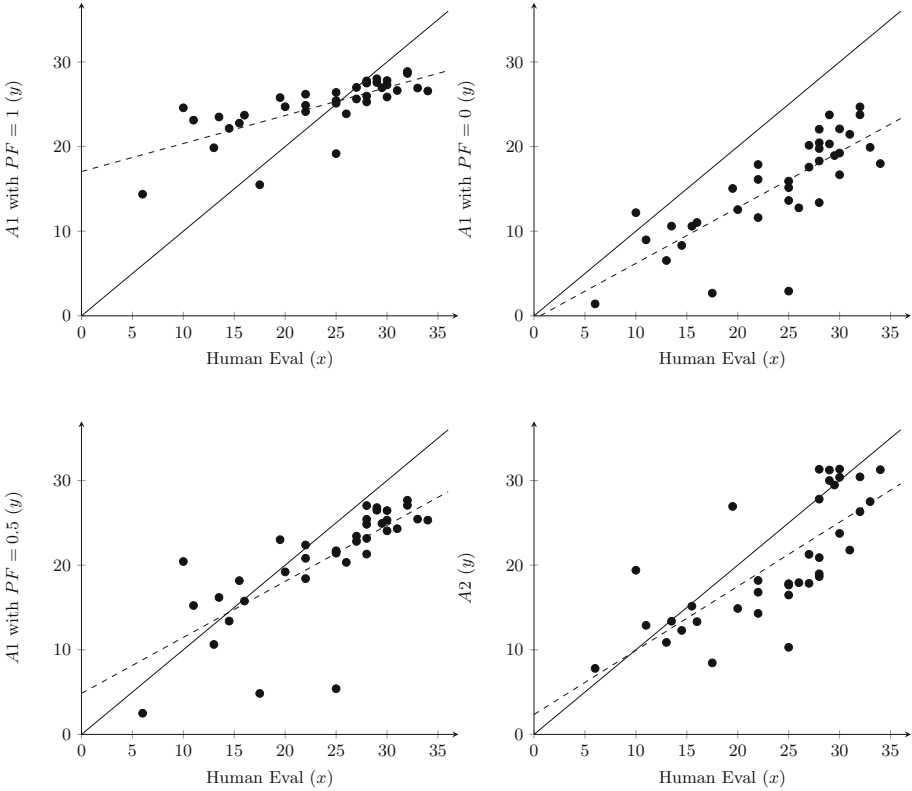 A1 with PF = 1 (y)
30
20
10
0
0 5 10 15 20 25 30 35
Human Eval (x)
A1 with PF = 0 (y)
30
20
10
0
0 5 10 15 20 25 30 35
Human Eval (x)
A1 with PF = 0.5 (y)
30
20
10
0
0 5 10 15 20 25 30 35
Human Eval (x)
A2 (y)
30
20
10
0
0 5 10 15 20 25 30 35
Human Eval (x)